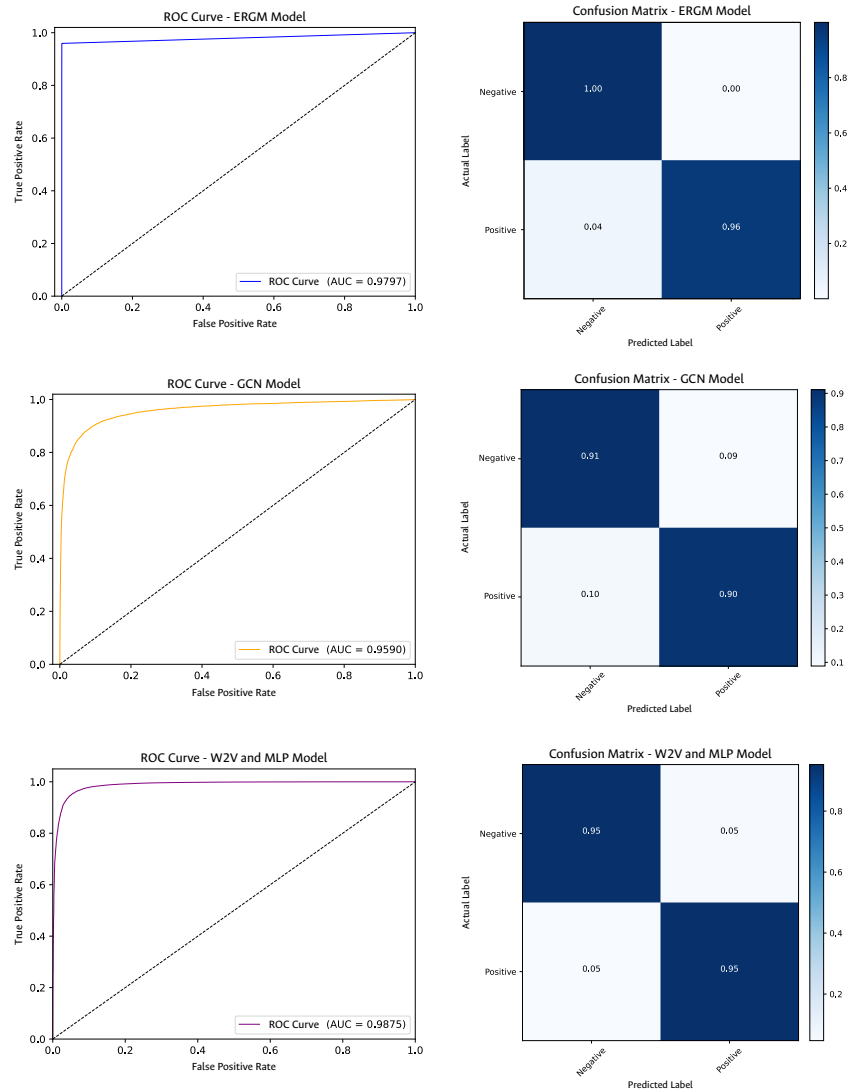 ROC Curve - ERGM Model
1.0
0.8
0.6
0.4
0.2
0.0
True Positive Rate
0.0 0.2 0.4 0.6 0.8 1.0
False Positive Rate
ROC Curve (AUC = 0.9797)
Confusion Matrix - ERGM Model
Negative
Positive
Actual Label
1.00 0.00
0.04 0.96
Negative Positive
Predicted Label
0.8
0.6
0.4
0.2
ROC Curve - GCN Model
1.0
0.8
0.6
0.4
0.2
0.0
True Positive Rate
0.0 0.2 0.4 0.6 0.8 1.0
False Positive Rate
ROC Curve (AUC = 0.9590)
Confusion Matrix - GCN Model
Negative
Positive
Actual Label
0.91 0.09
0.10 0.90
Negative Positive
Predicted Label
0.9
0.8
0.7
0.6
0.5
0.4
0.3
0.2
0.1
ROC Curve - W2V and MLP Model
1.0
0.8
0.6
0.4
0.2
0.0
True Positive Rate
0.0 0.2 0.4 0.6 0.8 1.0
False Positive Rate
ROC Curve (AUC = 0.9875)
Confusion Matrix - W2V and MLP Model
Negative
Positive
Actual Label
0.95 0.05
0.05 0.95
Negative Positive
Predicted Label
0.8
0.6
0.4
0.2